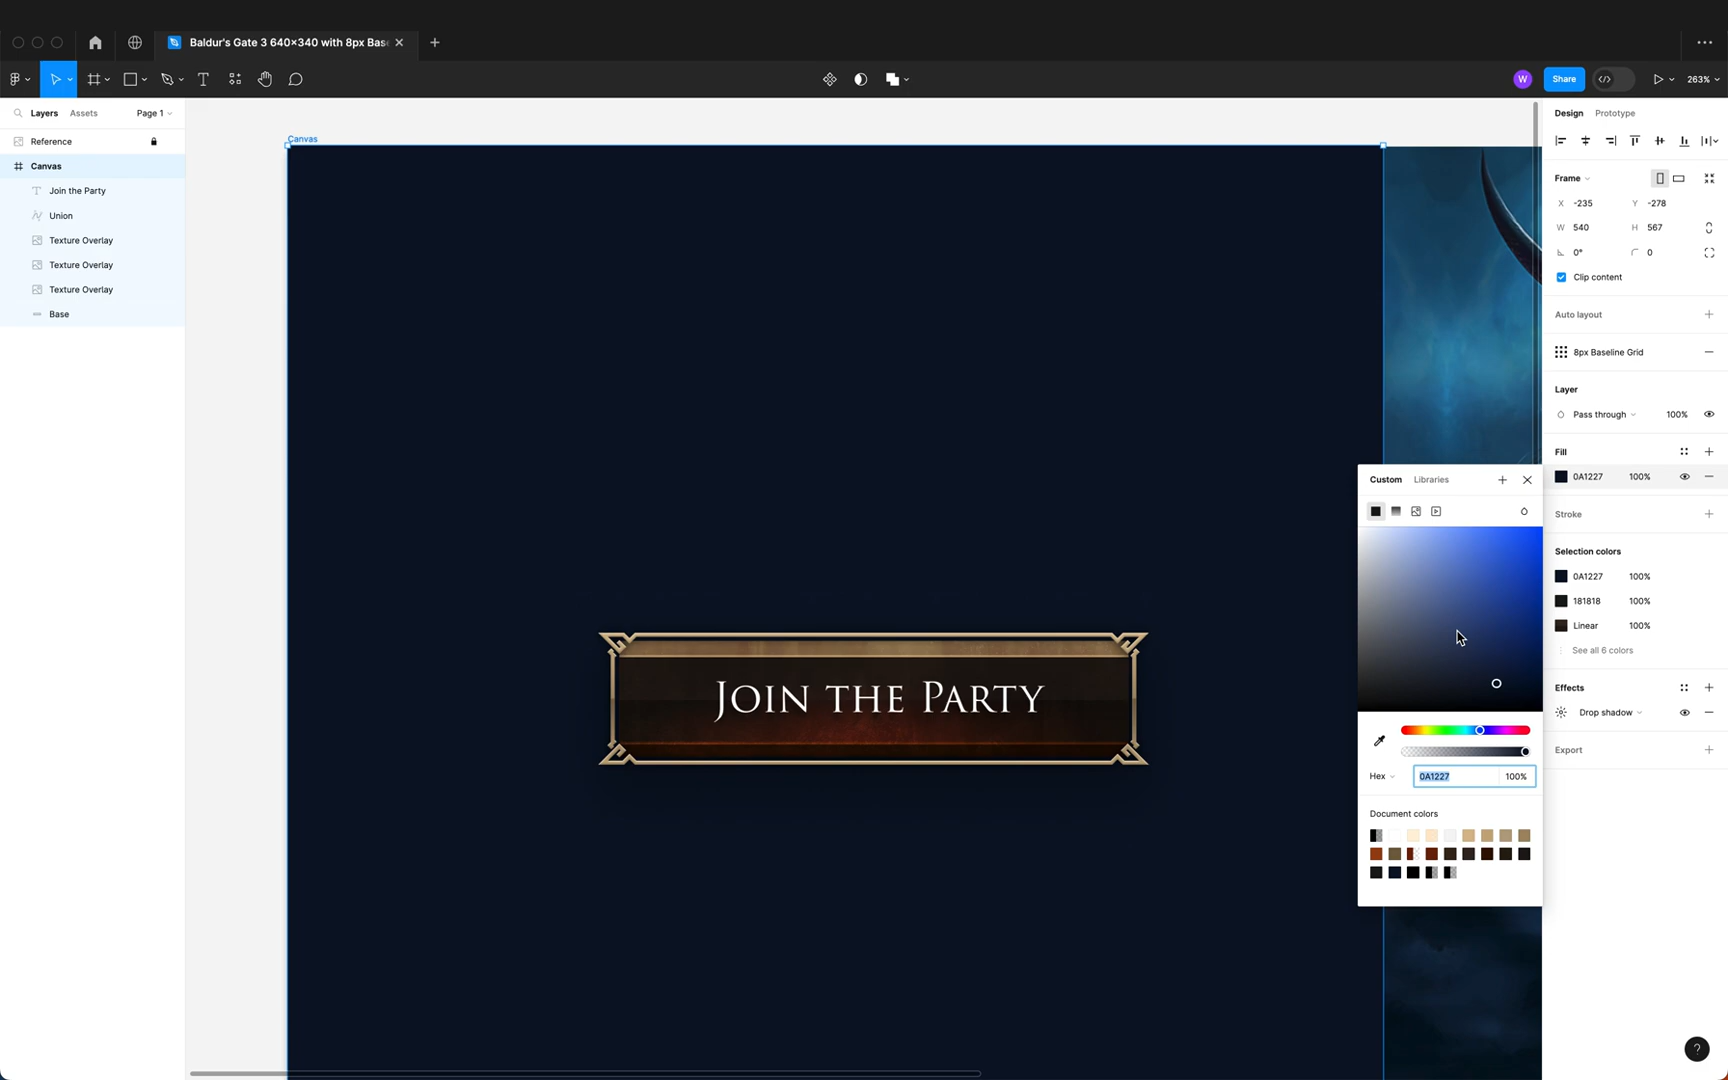 Baldur's Gate 3 640×340 with 8px Bas
W
Share
263%
Layers
Assets
Page 1
Design
Prototype
Reference
Canvas
Join the Party
Union
Texture Overlay
Texture Overlay
Texture Overlay
Base
Canvas
Join the Party
Frame
X -235
Y -278
W 540
H 567
0°
0
Clip content
Auto layout
8px Baseline Grid
Layer
Pass through
100%
Fill
0A1227
100%
Stroke
Selection colors
0A1227
100%
181818
100%
Linear
100%
See all 6 colors
Effects
Drop shadow
Export
Custom
Libraries
Hex
0A1227
100%
Document colors
?